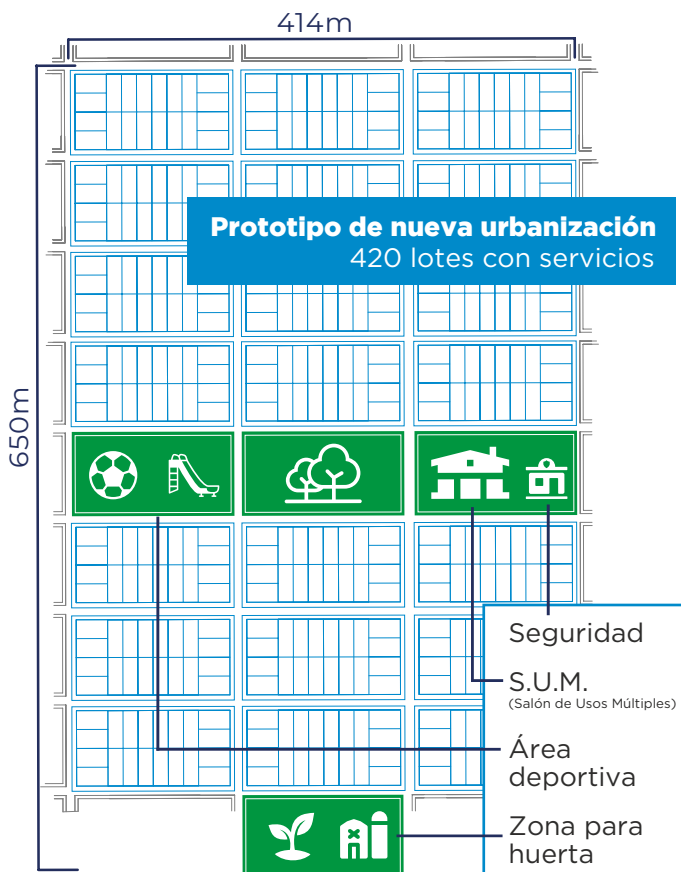 414m
Prototipo de nueva urbanización
420 lotes con servicios
650m
Seguridad
S.U.M.
(Salón de Usos Múltiples)
Área
deportiva
Zona para
huerta